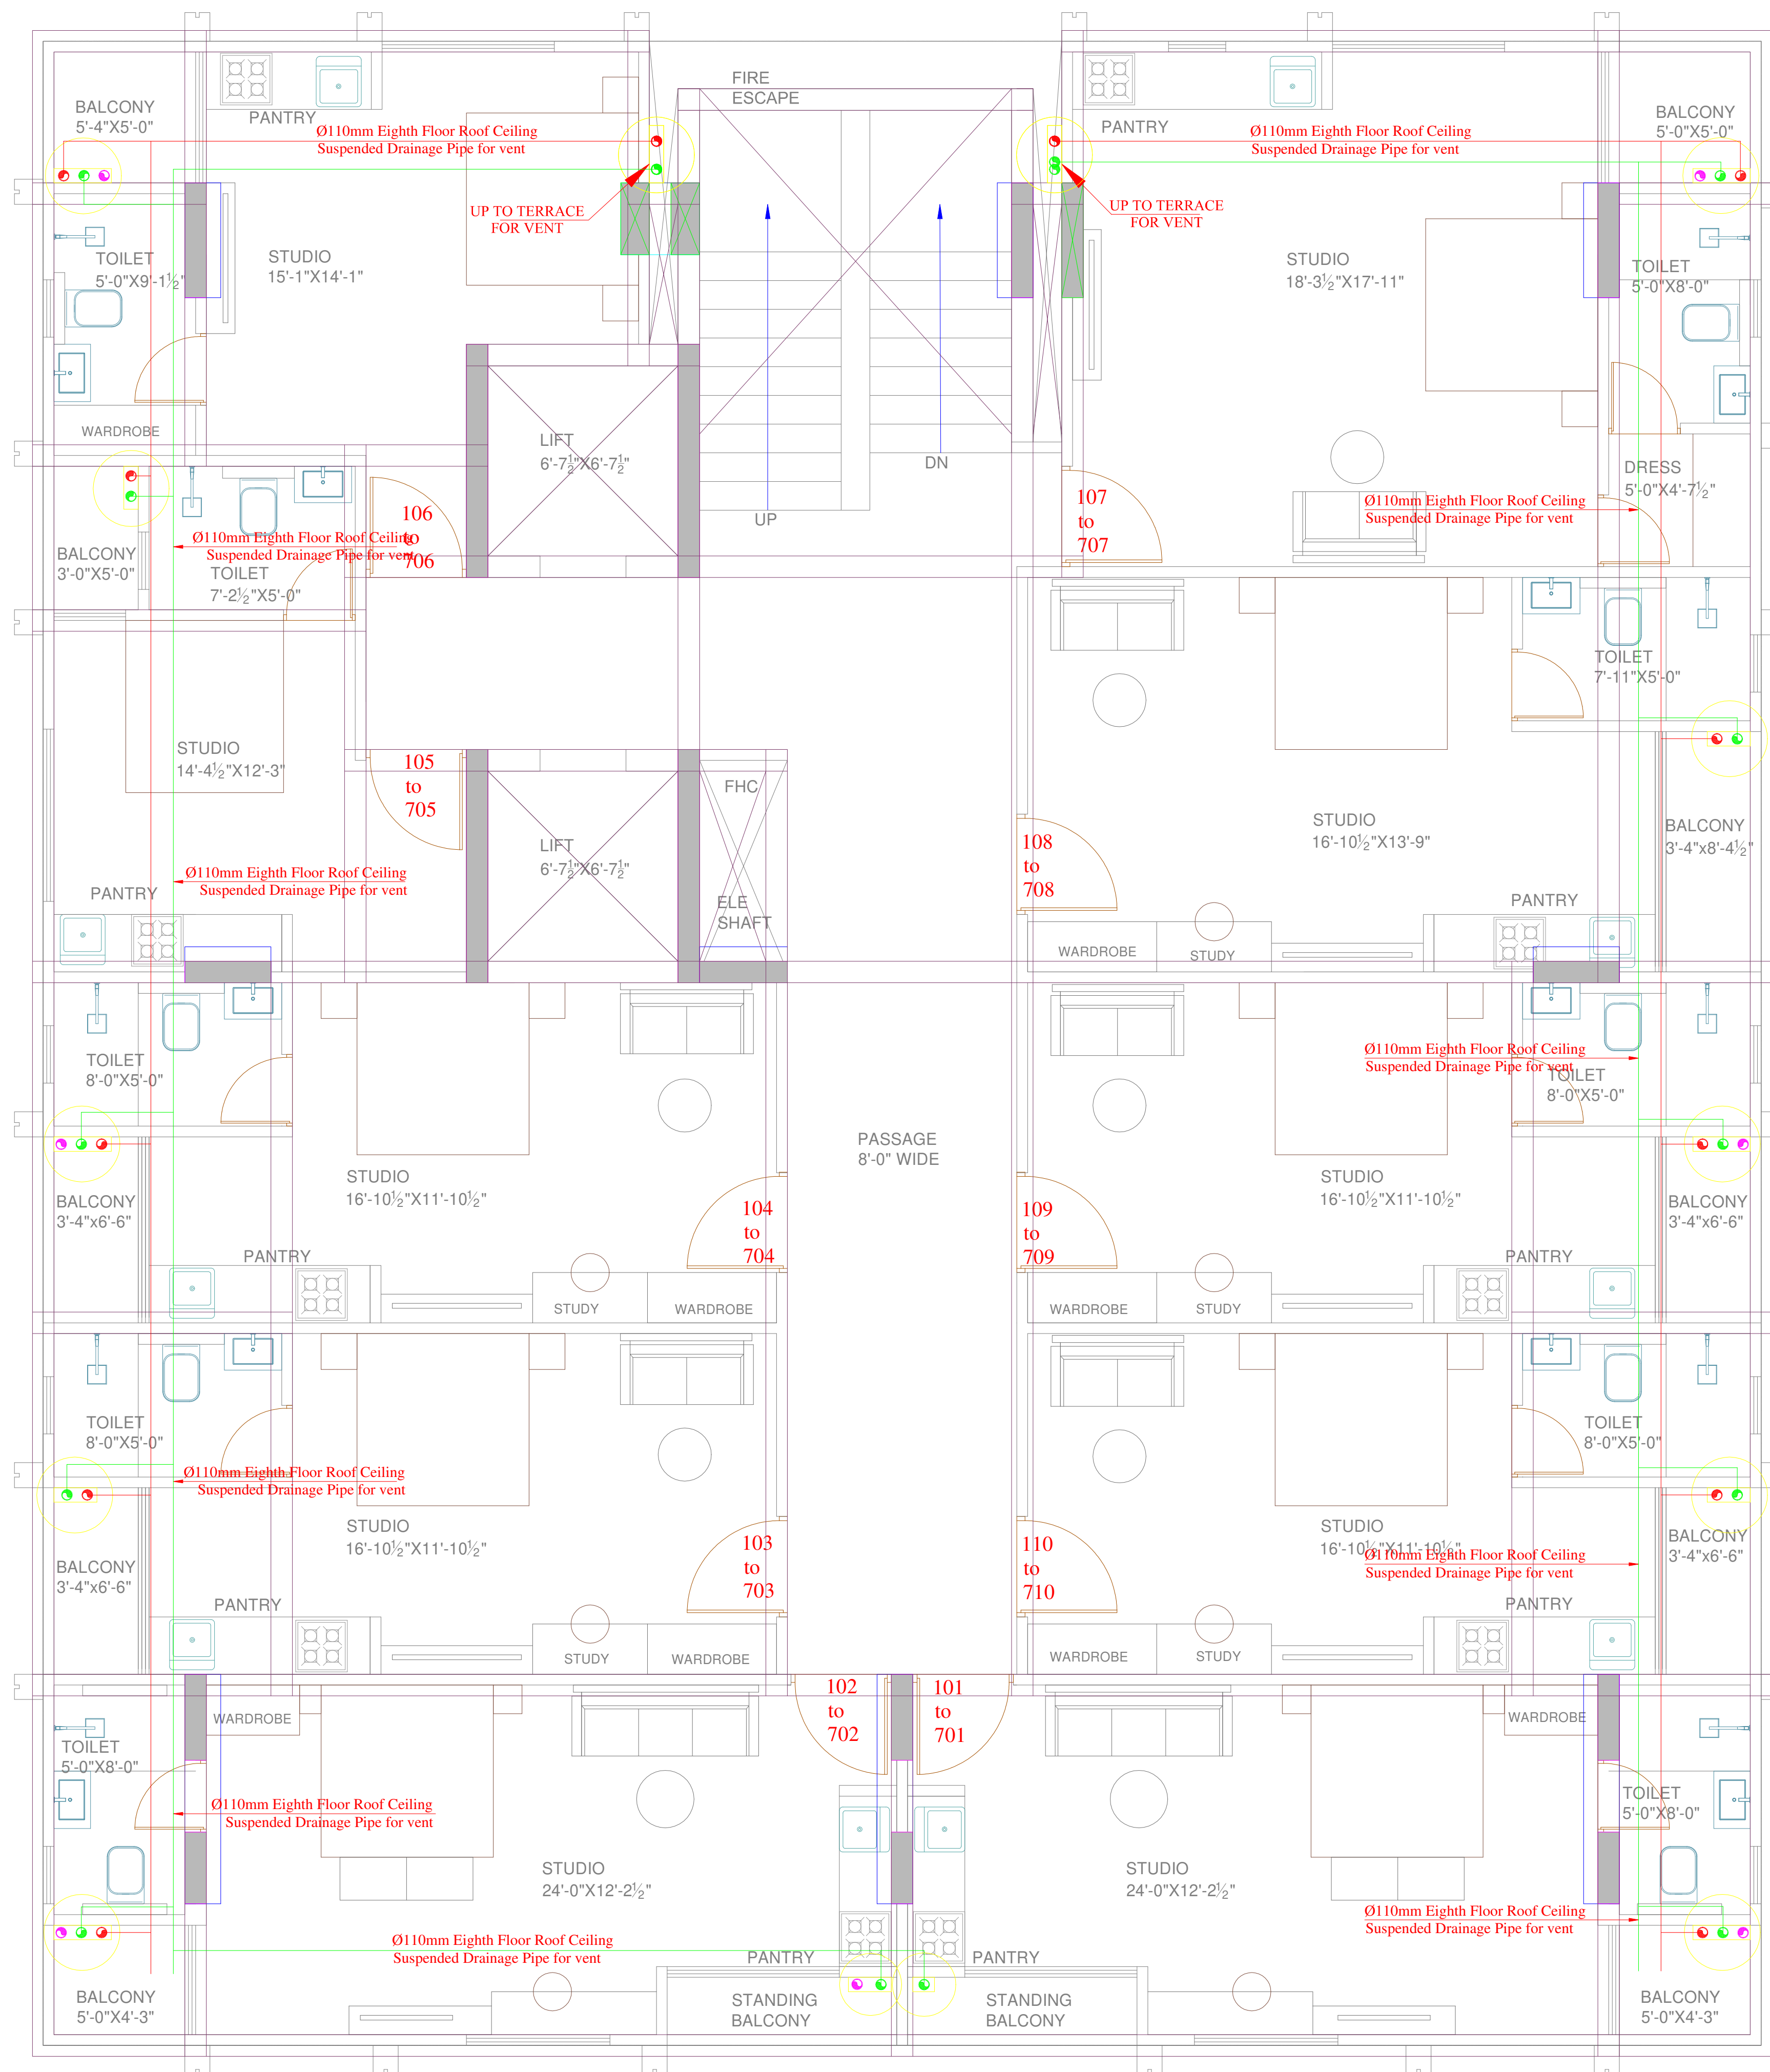 FIRE
ESCAPE
BALCONY
5'-4"X5'-0"
PANTRY
Ø110mm Eighth Floor Roof Ceiling
Suspended Drainage Pipe for vent
PANTRY
Ø110mm Eighth Floor Roof Ceiling
Suspended Drainage Pipe for vent
BALCONY
5'-0"X5'-0"
UP TO TERRACE
FOR VENT
UP TO TERRACE
FOR VENT
TOILET
5'-0"X9'-1½"
STUDIO
15'-1"X14'-1"
STUDIO
18'-3½"X17'-11"
TOILET
5'-0"X8'-0"
WARDROBE
LIFT
6'-7½"X6'-7½"
DN
UP
DRESS
5'-0"X4'-7½"
Ø110mm Eighth Floor Roof Ceiling
Suspended Drainage Pipe for vent
106
to
706
107
to
707
Ø110mm Eighth Floor Roof Ceiling
Suspended Drainage Pipe for vent
BALCONY
3'-0"X5'-0"
TOILET
7'-2½"X5'-0"
TOILET
7'-11"X5'-0"
STUDIO
14'-4½"X12'-3"
105
to
705
FHC
LIFT
6'-7½"X6'-7½"
STUDIO
16'-10½"X13'-9"
BALCONY
3'-4"x8'-4½"
108
to
708
Ø110mm Eighth Floor Roof Ceiling
Suspended Drainage Pipe for vent
PANTRY
ELE
SHAFT
PANTRY
WARDROBE
STUDY
TOILET
8'-0"X5'-0"
Ø110mm Eighth Floor Roof Ceiling
Suspended Drainage Pipe for vent
TOILET
8'-0"X5'-0"
PASSAGE
8'-0" WIDE
STUDIO
16'-10½"X11'-10½"
STUDIO
16'-10½"X11'-10½"
BALCONY
3'-4"x6'-6"
104
to
704
109
to
709
BALCONY
3'-4"x6'-6"
PANTRY
PANTRY
STUDY
WARDROBE
WARDROBE
STUDY
TOILET
8'-0"X5'-0"
TOILET
8'-0"X5'-0"
Ø110mm Eighth Floor Roof Ceiling
Suspended Drainage Pipe for vent
STUDIO
16'-10½"X11'-10½"
STUDIO
16'-10½"X11'-10½"
Ø110mm Eighth Floor Roof Ceiling
Suspended Drainage Pipe for vent
BALCONY
3'-4"x6'-6"
103
to
703
110
to
710
BALCONY
3'-4"x6'-6"
PANTRY
PANTRY
STUDY
WARDROBE
WARDROBE
STUDY
102
to
702
101
to
701
WARDROBE
WARDROBE
TOILET
5'-0"X8'-0"
TOILET
5'-0"X8'-0"
Ø110mm Eighth Floor Roof Ceiling
Suspended Drainage Pipe for vent
STUDIO
24'-0"X12'-2½"
STUDIO
24'-0"X12'-2½"
Ø110mm Eighth Floor Roof Ceiling
Suspended Drainage Pipe for vent
Ø110mm Eighth Floor Roof Ceiling
Suspended Drainage Pipe for vent
PANTRY
PANTRY
BALCONY
5'-0"X4'-3"
STANDING
BALCONY
STANDING
BALCONY
BALCONY
5'-0"X4'-3"